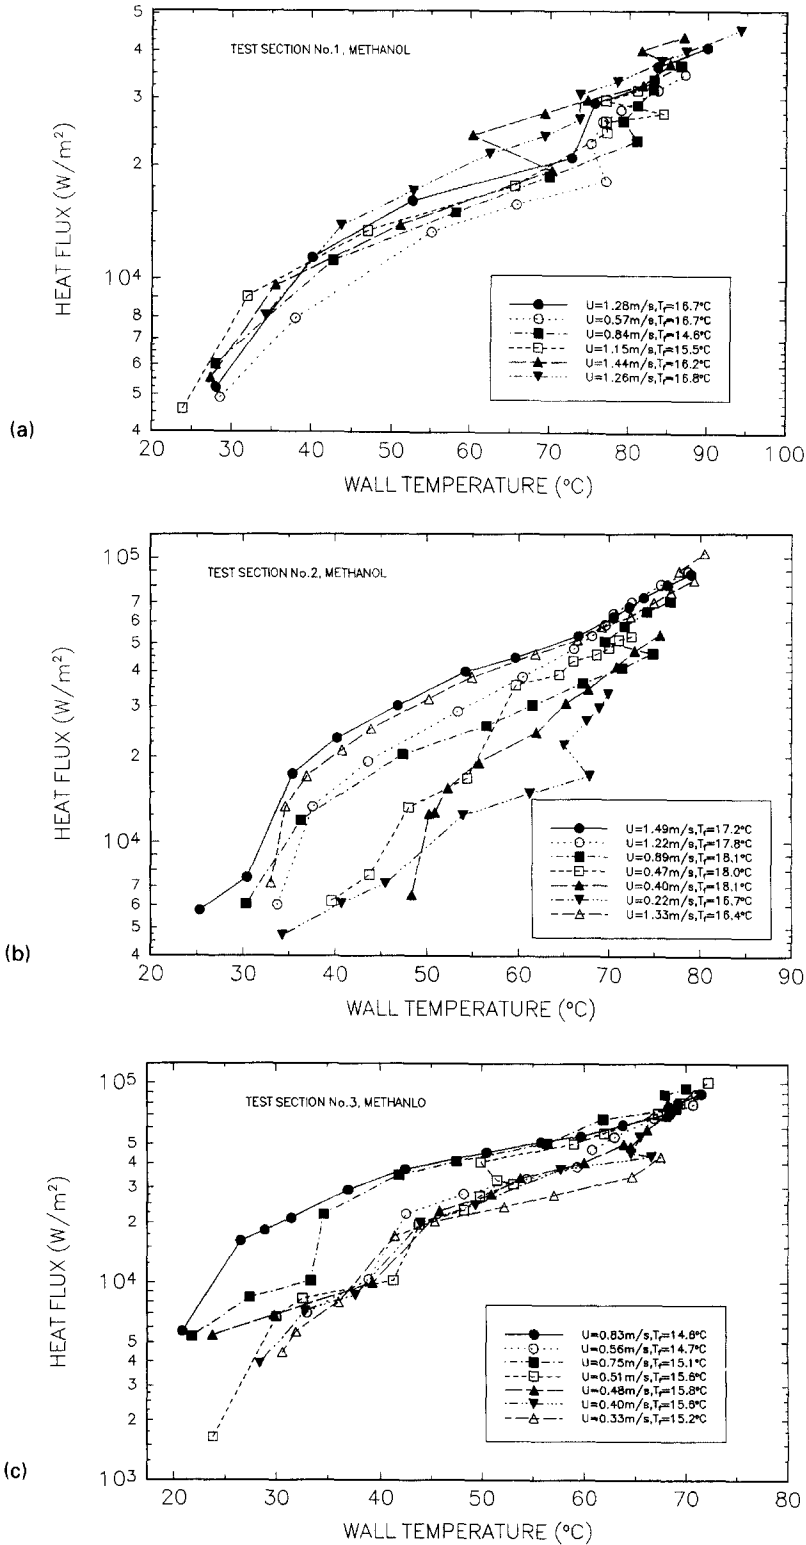 5
4
3
2
10⁴
8
7
6
5
4
HEAT FLUX (W/m²)
TEST SECTION No.1, METHANOL
U=1.28m/s,Tf=16.7°C
U=0.57m/s,Tf=16.7°C
U=0.84m/s,Tf=14.6°C
U=1.15m/s,Tf=15.5°C
U=1.44m/s,Tf=16.2°C
U=1.26m/s,Tf=16.8°C
(a)
20 30 40 50 60 70 80 90 100
WALL TEMPERATURE (°C)
10⁵
7
6
5
4
3
2
10⁴
8
7
6
5
4
HEAT FLUX (W/m²)
TEST SECTION No.2, METHANOL
U=1.49m/s,Tf=17.2°C
U=1.22m/s,Tf=17.8°C
U=0.89m/s,Tf=18.1°C
U=0.47m/s,Tf=18.0°C
U=0.40m/s,Tf=18.1°C
U=0.22m/s,Tf=16.7°C
U=1.33m/s,Tf=16.4°C
(b)
20 30 40 50 60 70 80 90
WALL TEMPERATURE (°C)
10⁵
5
4
3
2
10⁴
5
4
3
2
10³
HEAT FLUX (W/m²)
TEST SECTION No.3, METHANLO
U=0.83m/s,Tf=14.8°C
U=0.56m/s,Tf=14.7°C
U=0.75m/s,Tf=15.1°C
U=0.51m/s,Tf=15.6°C
U=0.48m/s,Tf=15.8°C
U=0.40m/s,Tf=15.6°C
U=0.33m/s,Tf=15.2°C
(c)
20 30 40 50 60 70 80
WALL TEMPERATURE (°C)